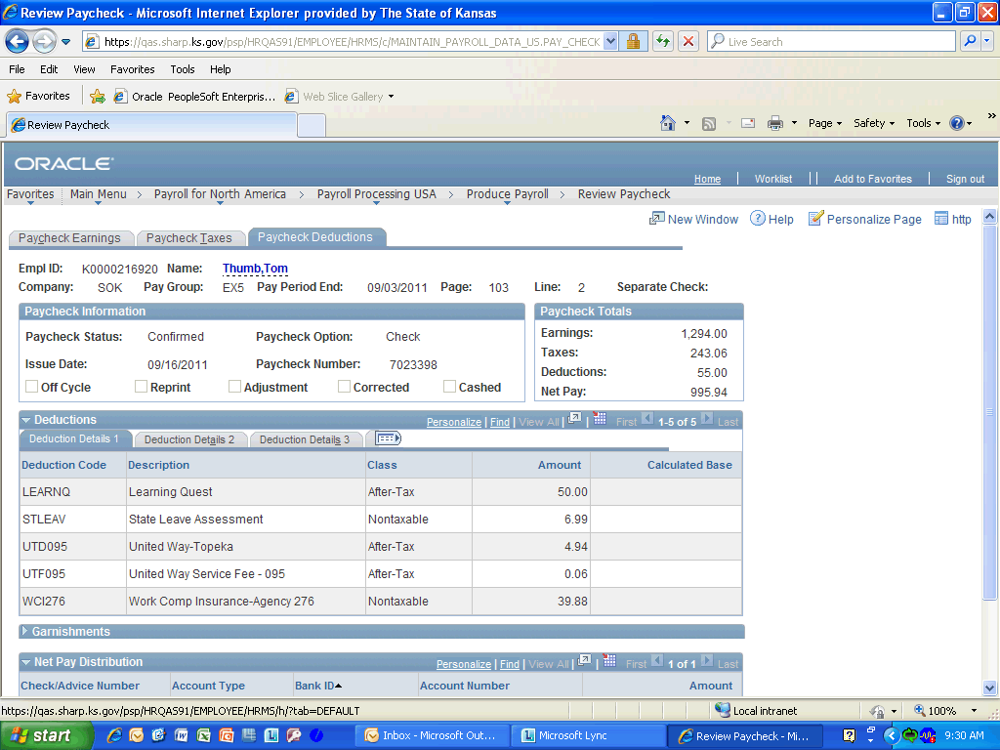 Review Paycheck - Microsoft Internet Explorer provided by The State of Kansas
https://qas.sharp.ks.gov/psp/HRQAS91/EMPLOYEE/HRMS/c/MAINTAIN_PAYROLL_DATA_US.PAY_CHECK Live Search
File Edit View Favorites Tools Help
Favorites Oracle PeopleSoft Enterpris... Web Slice Gallery
Review Paycheck Page Safety Tools »
ORACLE
Home Worklist Add to Favorites Sign out
Favorites Main Menu > Payroll for North America > Payroll Processing USA > Produce Payroll > Review Paycheck
New Window Help Personalize Page http
Paycheck Earnings Paycheck Taxes Paycheck Deductions
Empl ID: K0000216920 Name: Thumb,Tom
Company: SOK Pay Group: EX5 Pay Period End: 09/03/2011 Page: 103 Line: 2 Separate Check:
Paycheck Information Paycheck Totals
Paycheck Status: Confirmed Paycheck Option: Check Earnings: 1,294.00
Taxes: 243.06
Issue Date: 09/16/2011 Paycheck Number: 7023398 Deductions: 55.00
Off Cycle Reprint Adjustment Corrected Cashed Net Pay: 995.94
Deductions Personalize | Find | View All | | First 1-5 of 5 Last
Deduction Details 1 Deduction Details 2 Deduction Details 3
Deduction Code Description Class Amount Calculated Base
LEARNQ Learning Quest After-Tax 50.00
STLEAV State Leave Assessment Nontaxable 6.99
UTD095 United Way-Topeka After-Tax 4.94
UTF095 United Way Service Fee - 095 After-Tax 0.06
WCI276 Work Comp Insurance-Agency 276 Nontaxable 39.88
Garnishments
Net Pay Distribution Personalize | Find | View All | | First 1 of 1 Last
Check/Advice Number Account Type Bank ID Account Number Amount
https://qas.sharp.ks.gov/psp/HRQAS91/EMPLOYEE/HRMS/h/?tab=DEFAULT Local intranet 100%
start Inbox - Microsoft Out... Microsoft Lync Review Paycheck - Mi... 9:30 AM